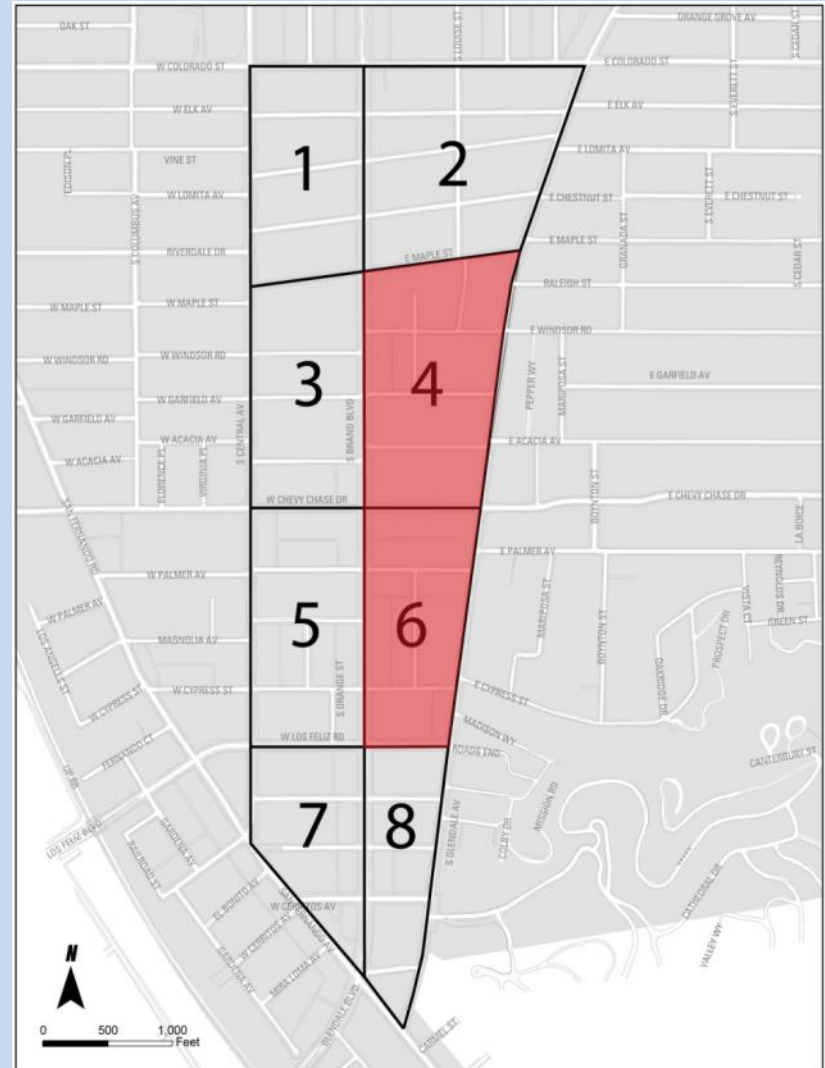 ORANGE GROVE AV
OAK ST
S LOUISE ST
S CEDAR ST
W COLORADO ST
E COLORADO ST
S EVERETT ST
W ELK AV
E ELK AV
EDISON PL
VINE ST
1
2
E LOMITA AV
W LOMITA AV
E CHESTNUT ST
S EVERETT ST
E CHESTNUT ST
S COLUMBUS AV
RIVERDALE DR
E MAPLE ST
E MAPLE ST
GRANADA ST
S CEDAR ST
RALEIGH ST
W MAPLE ST
W MAPLE ST
E WINDSOR RD
W WINDSOR RD
W WINDSOR RD
3
4
PEPPER WY
MARIPOSA ST
E GARFIELD AV
W GARFIELD AV
W GARFIELD AV
S CENTRAL AV
S BRAND BLVD
W ACACIA AV
E ACACIA AV
W ACACIA AV
FLORENCE PL
VIRGINIA PL
W CHEVY CHASE DR
E CHEVY CHASE DR
BOYNTON ST
LA BOICE
SAN FERNANDO RD
E PALMER AV
W PALMER AV
REYNOLDS DR
W PALMER AV
5
6
MARIPOSA ST
BOYNTON ST
VISTA CT
GREEN ST
MAGNOLIA AV
PROSPECT DR
LOS ANGELES ST
OAKRIDGE DR
W CYPRESS ST
S ORANGE ST
E CYPRESS ST
W CYPRESS ST
MADISON WY
W LOS FELIZ RD
ROADS END
FERNANDO CT
CANTERBURY ST
UP RR
7
8
MISSION RD
S GLENDALE AV
COLBY DR
LOS FELIZ BLVD
GARDENA AV
RAILROAD ST
EL BONITO AV
W CERRITOS AV
SAN FERNANDO AV
CATHEDRAL DR
W CERRITOS AV
VALLEY WY
GARDENA AV
MIRA LOMA AV
N
GLENDALE BLVD
CARMEL ST
0 500 1,000
Feet